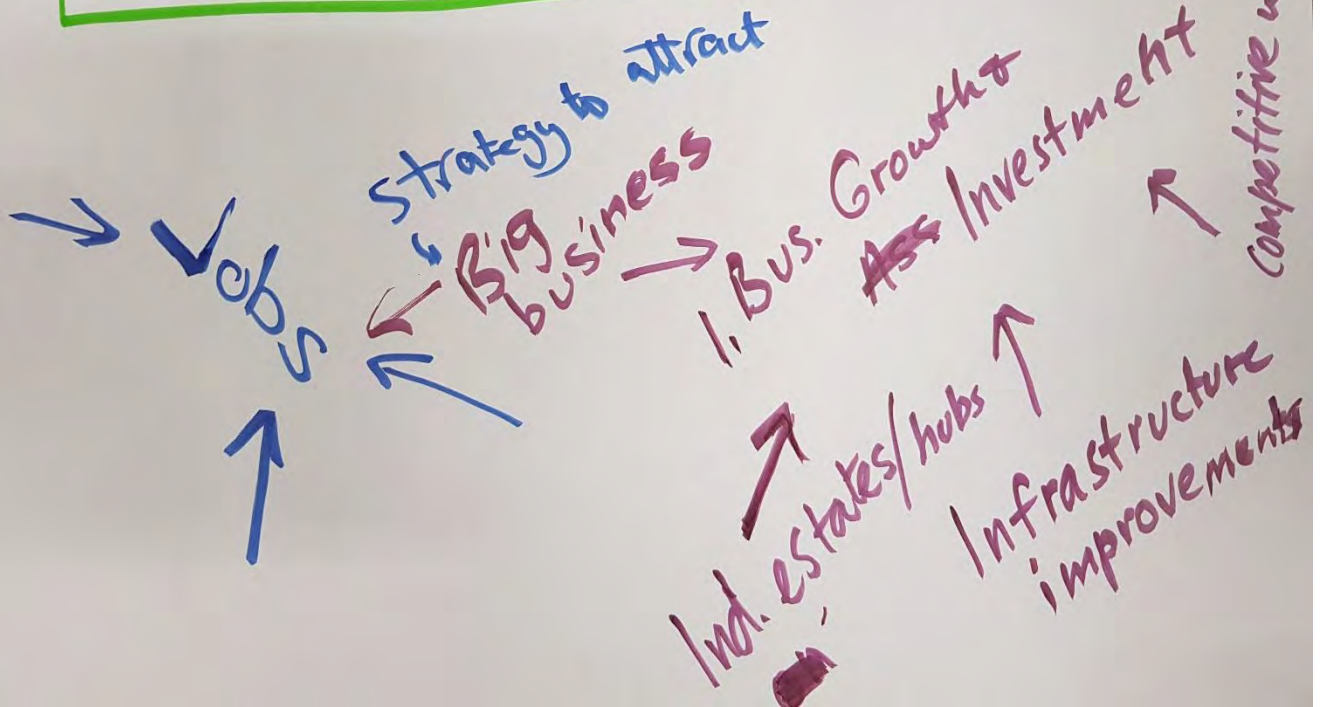 strategy to attract
Big
business
Jobs
1. Bus. Growth &
Investment
competitive
Ind. estates/hubs
Infrastructure
improvements